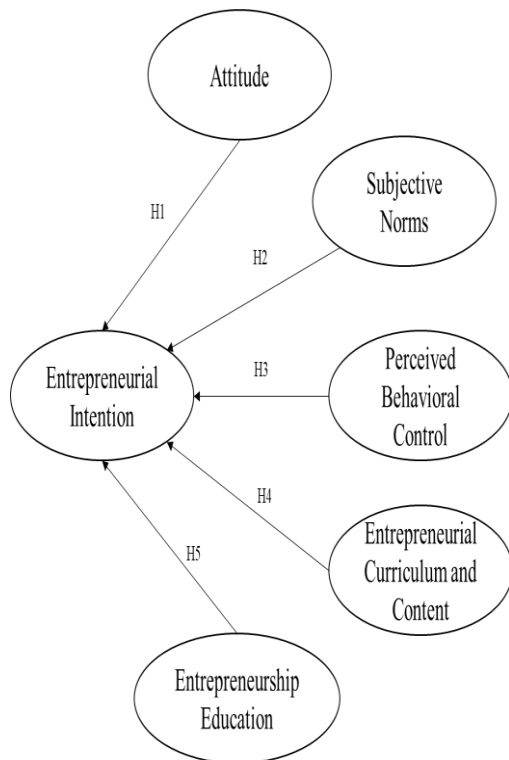 Attitude
Subjective
Norms
H1
H2
Entrepreneurial
Intention
H3
Perceived
Behavioral
Control
H4
Entrepreneurial
Curriculum and
Content
H5
Entrepreneurship
Education